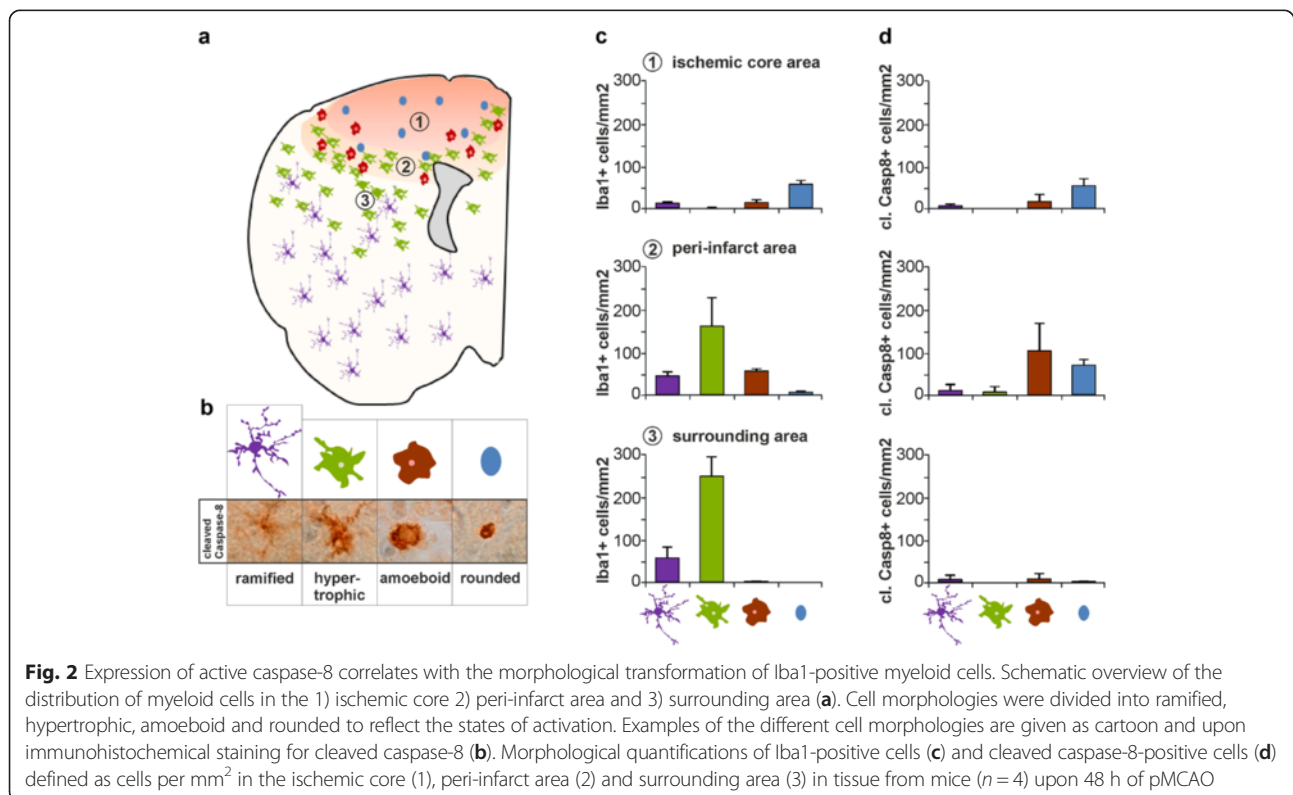 a
c
d
① ischemic core area
300
200
100
0
Iba1+ cells/mm2
300
200
100
0
cl. Casp8+ cells/mm2
① 
②
③
② peri-infarct area
300
200
100
0
Iba1+ cells/mm2
300
200
100
0
cl. Casp8+ cells/mm2
③ surrounding area
300
200
100
0
Iba1+ cells/mm2
300
200
100
0
cl. Casp8+ cells/mm2
b
cleaved
Caspase-8
ramified
hyper-
trophic
amoeboid
rounded
Fig. 2 Expression of active caspase-8 correlates with the morphological transformation of Iba1-positive myeloid cells. Schematic overview of the
distribution of myeloid cells in the 1) ischemic core 2) peri-infarct area and 3) surrounding area (a). Cell morphologies were divided into ramified,
hypertrophic, amoeboid and rounded to reflect the states of activation. Examples of the different cell morphologies are given as cartoon and upon
immunohistochemical staining for cleaved caspase-8 (b). Morphological quantifications of Iba1-positive cells (c) and cleaved caspase-8-positive cells (d)
defined as cells per mm² in the ischemic core (1), peri-infarct area (2) and surrounding area (3) in tissue from mice (n = 4) upon 48 h of pMCAO